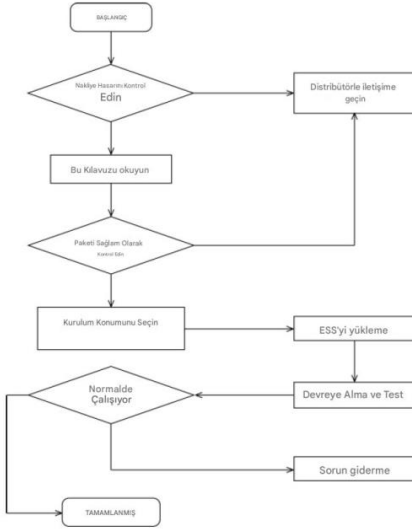 BAŞLANGIÇ
Nakliye Hasarını Kontrol
Edin
Distribütörle iletişime
geçin
Bu Kılavuzu okuyun
Paketi Sağlam Olarak
Kontrol Edin
Kurulum Konumunu Seçin
ESS'yi yükleme
Normalde
Çalışıyor
Devreye Alma ve Test
Sorun giderme
TAMAMLANMIŞ